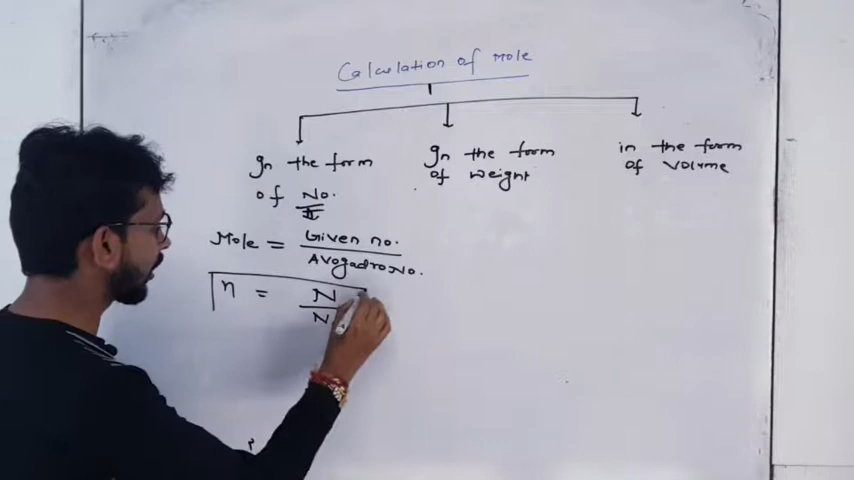 Calculation of Mole
In the form
of No.
In the form
of weight
in the form
of volume
Mole = Given no.
Avogadro No.
n = N
N